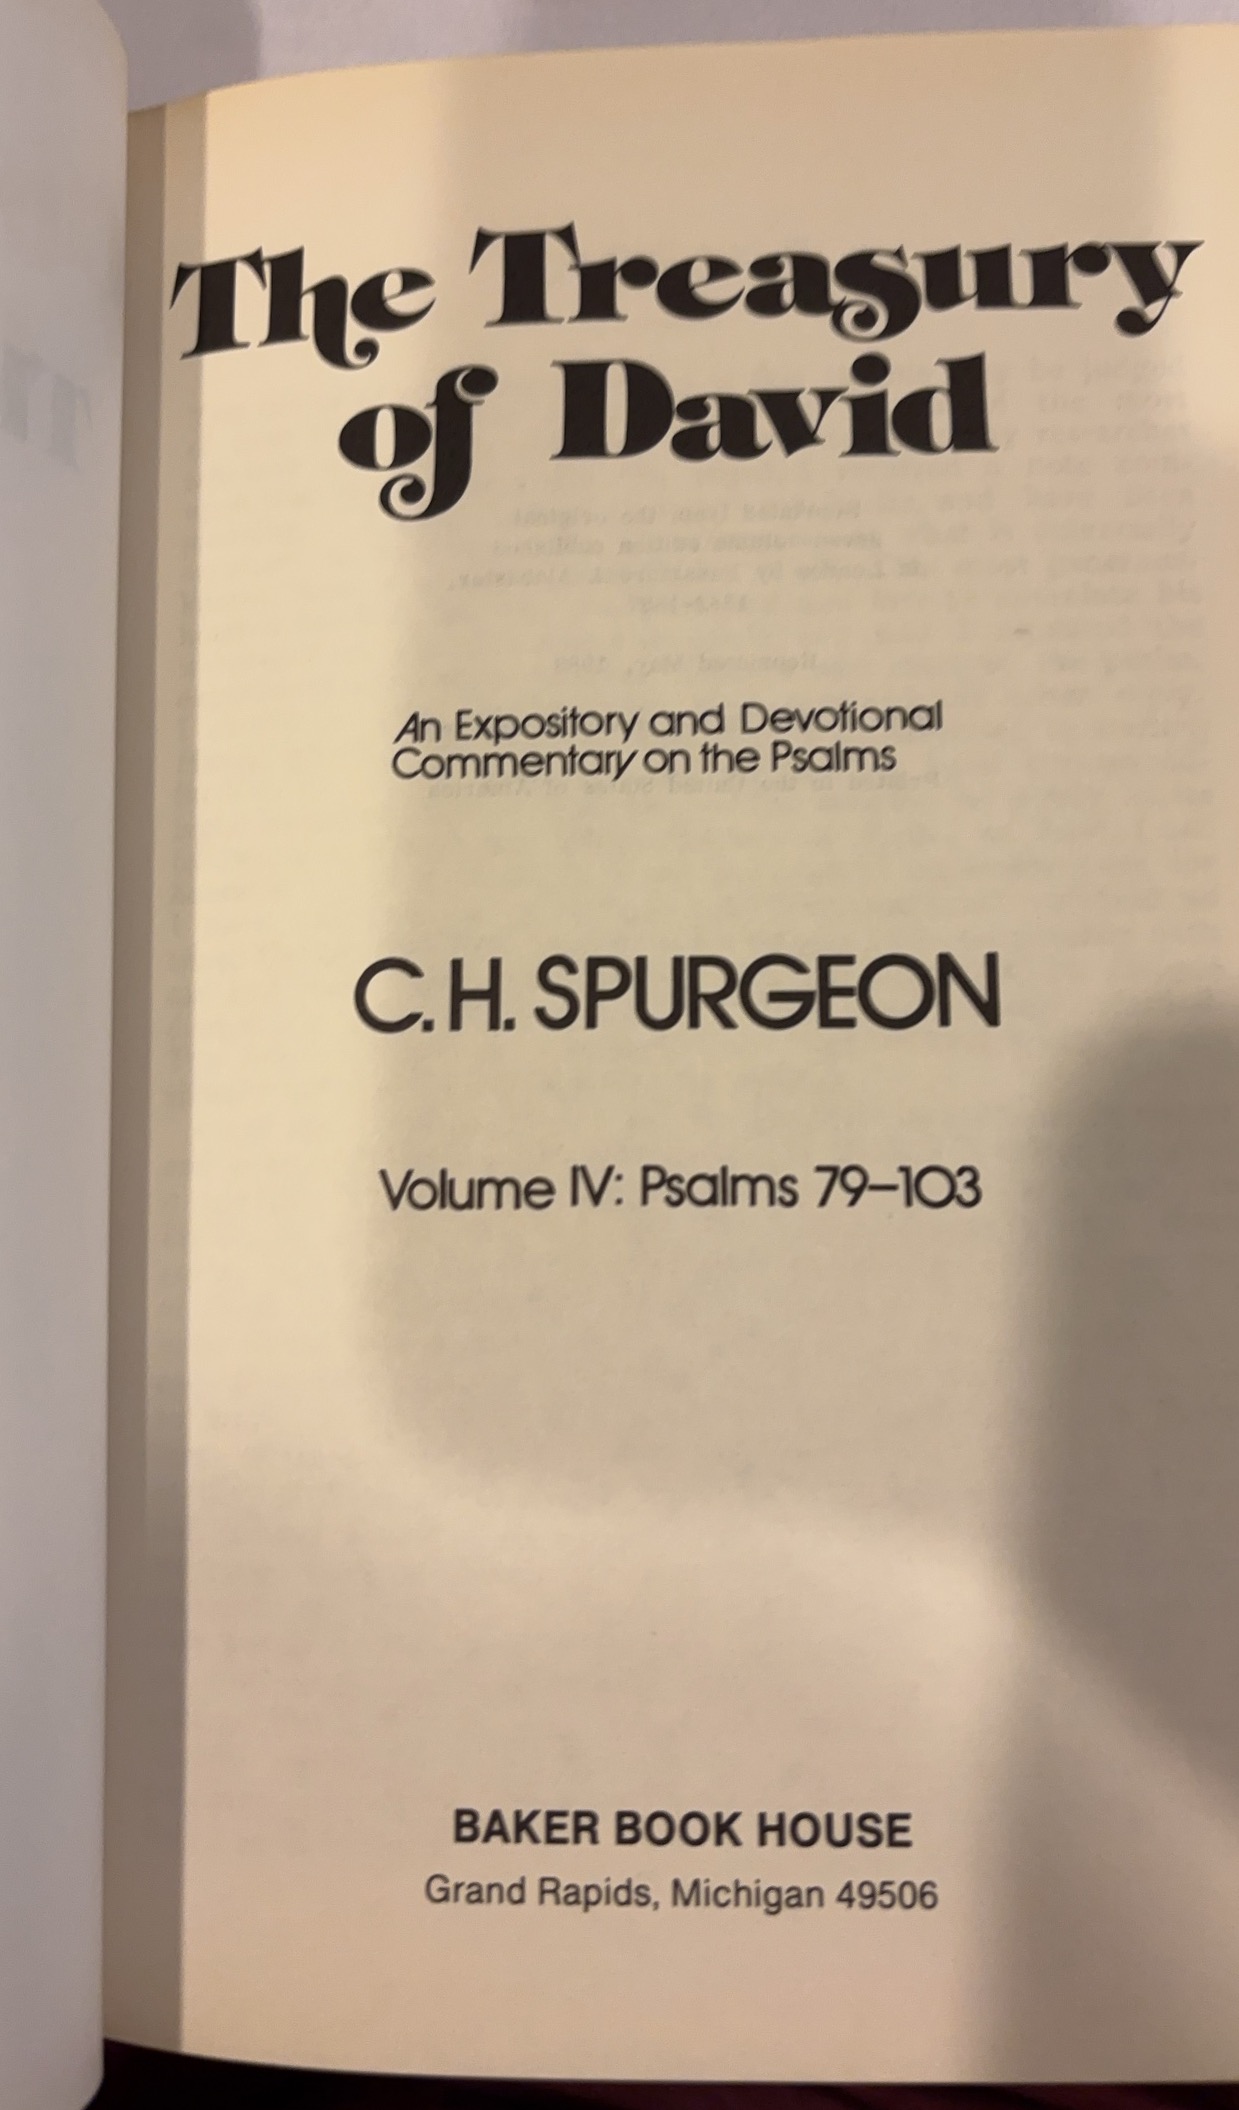 The Treasury
of David
An Expository and Devotional
Commentary on the Psalms
C. H. SPURGEON
Volume IV: Psalms 79–103
BAKER BOOK HOUSE
Grand Rapids, Michigan 49506